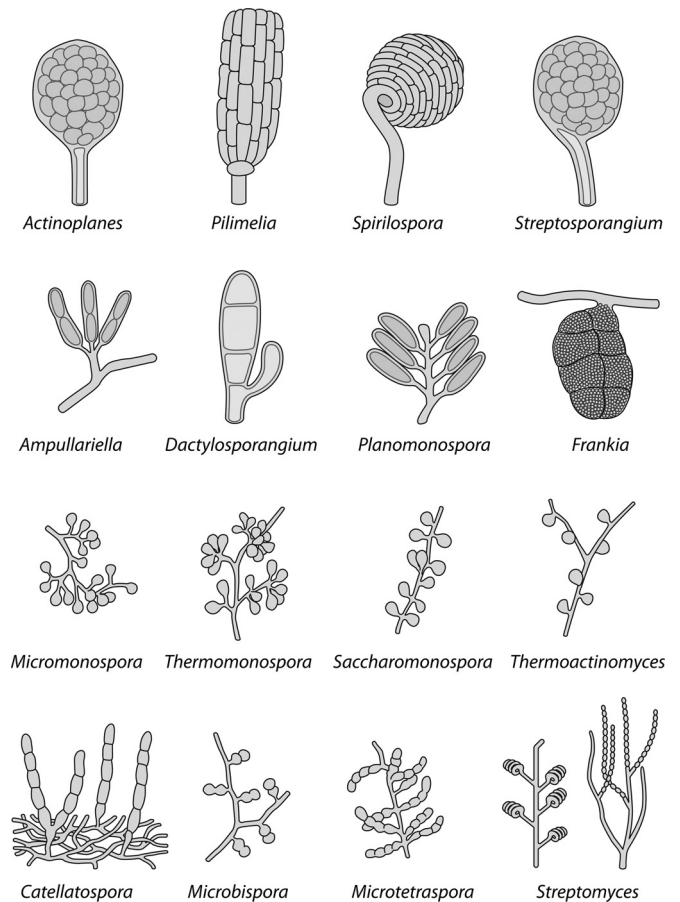 Actinoplanes Pilimelia Spirilospora Streptosporangium
Ampullariella Dactylosporangium Planomonospora Frankia
Micromonospora Thermomonospora Saccharomonospora Thermoactinomyces
Catellatospora Microbispora Microtetraspora Streptomyces